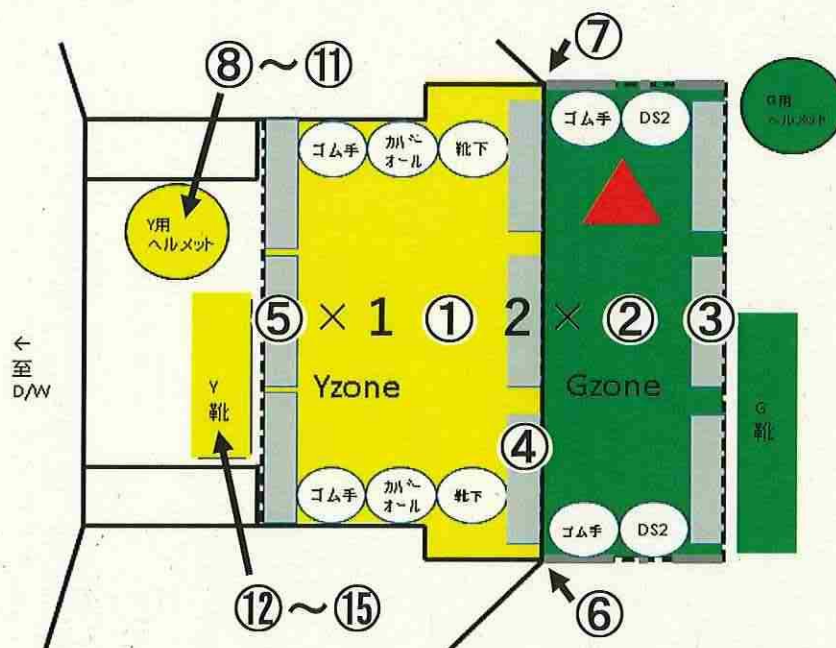 ⑦
⑧～⑪
G用
ヘルメット
ゴム手
カバーオール
靴下
ゴム手
DS2
Y用
ヘルメット
⑤ × 1 ① 2 × ② ③
←
至
D/W
Y
靴
Yzone
Gzone
G
靴
④
ゴム手
カバーオール
靴下
ゴム手
DS2
⑫～⑮
⑥